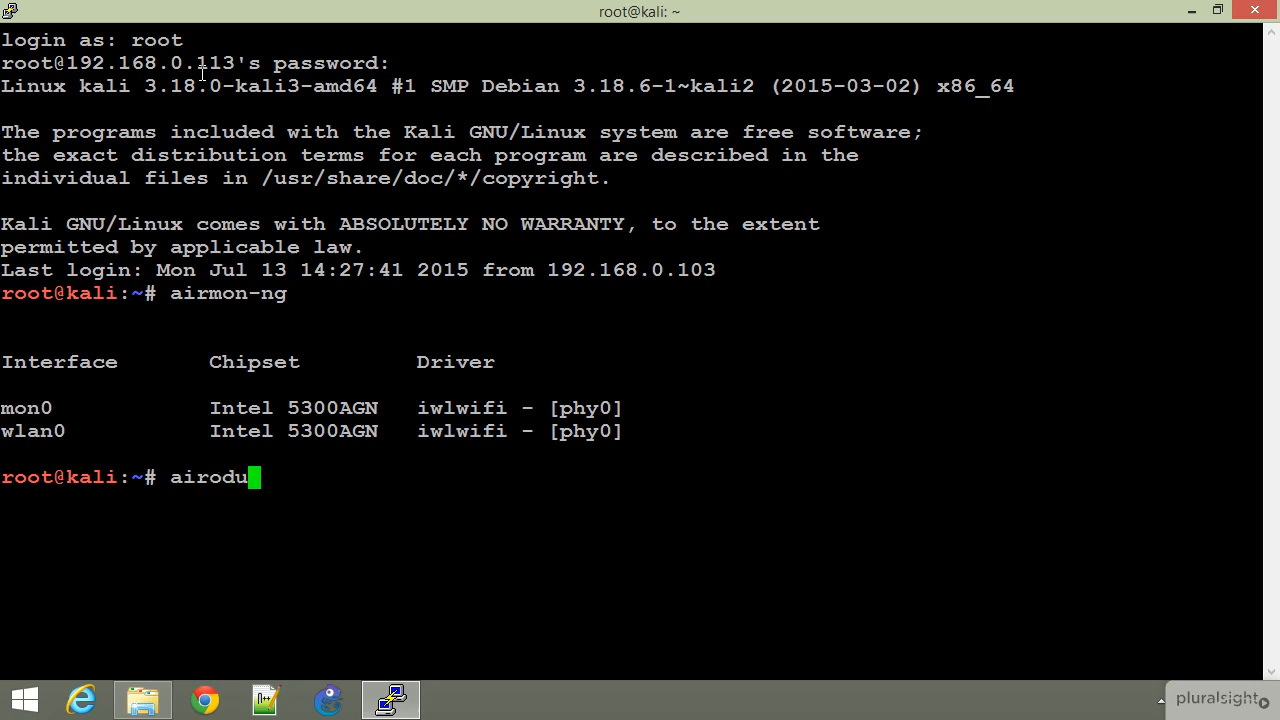 root@kali: ~
login as: root
root@192.168.0.113's password:
Linux kali 3.18.0-kali3-amd64 #1 SMP Debian 3.18.6-1~kali2 (2015-03-02) x86_64
The programs included with the Kali GNU/Linux system are free software;
the exact distribution terms for each program are described in the
individual files in /usr/share/doc/*/copyright.
Kali GNU/Linux comes with ABSOLUTELY NO WARRANTY, to the extent
permitted by applicable law.
Last login: Mon Jul 13 14:27:41 2015 from 192.168.0.103
root@kali:~# airmon-ng
Interface Chipset Driver
mon0 Intel 5300AGN iwlwifi - [phy0]
wlan0 Intel 5300AGN iwlwifi - [phy0]
root@kali:~# airodu
pluralsight